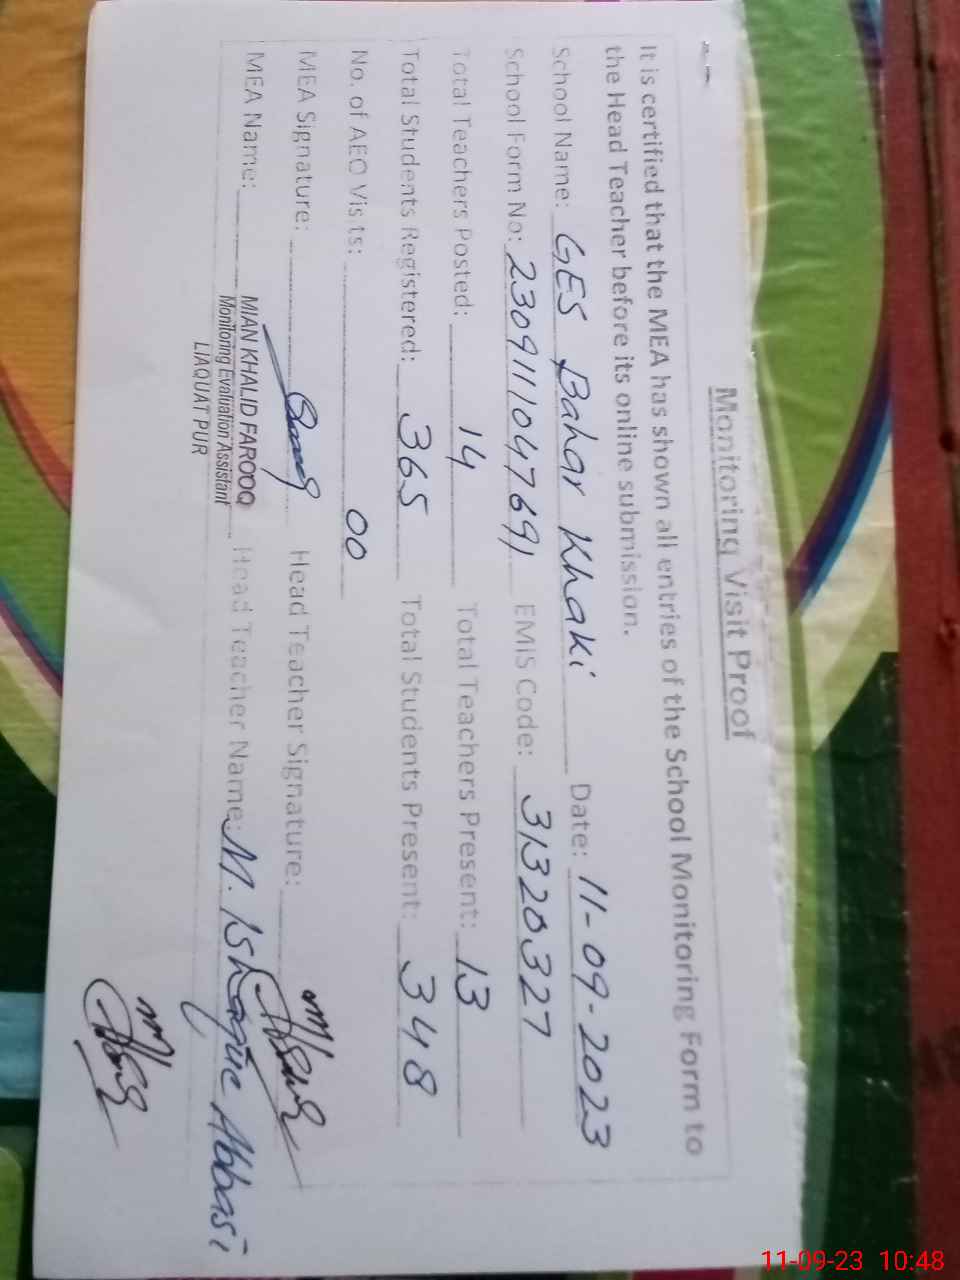 Monitoring Visit Proof
It is certified that the MEA has shown all entries of the School Monitoring Form to
the Head Teacher before its online submission.
School Name: GES Bahar Khaki Date: 11-09-2023
School Form No: 2309111047691 EMIS Code: 31320327
Total Teachers Posted: 14 Total Teachers Present: 13
Total Students Registered: 365 Total Students Present: 348
No. of AEO Visits: 00
MEA Signature: Head Teacher Signature:
MEA Name: MIAN KHALID FAROOQ Head Teacher Name: M. Ishaque Abbasi
Monitoring Evaluation Assistant
LIAQUAT PUR
11-09-23 10:48